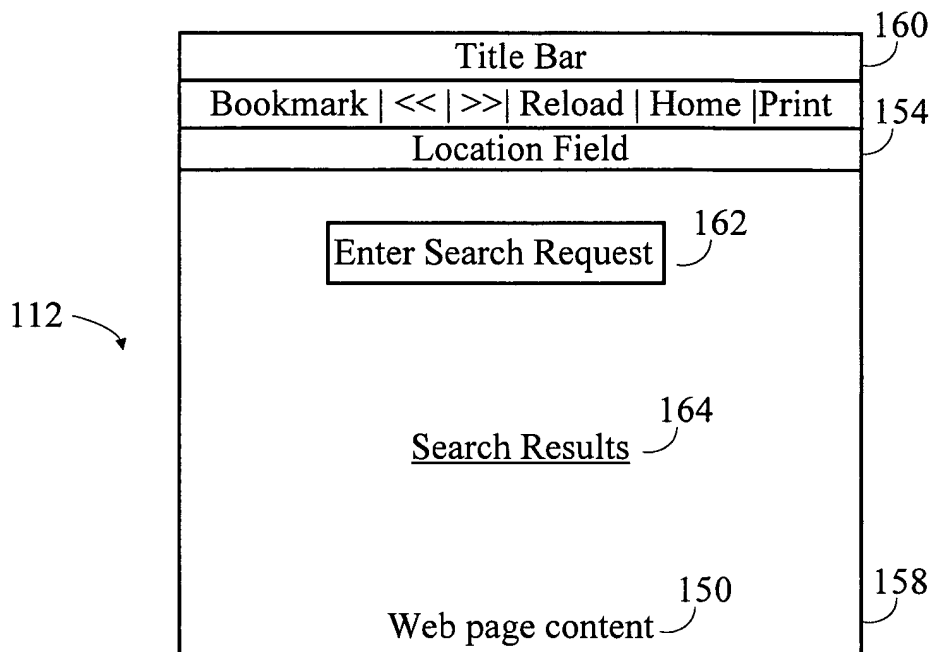 Title Bar 160
Bookmark | << | >>| Reload | Home |Print
154
Location Field
Enter Search Request 162
112
Search Results 164
Web page content 150
158